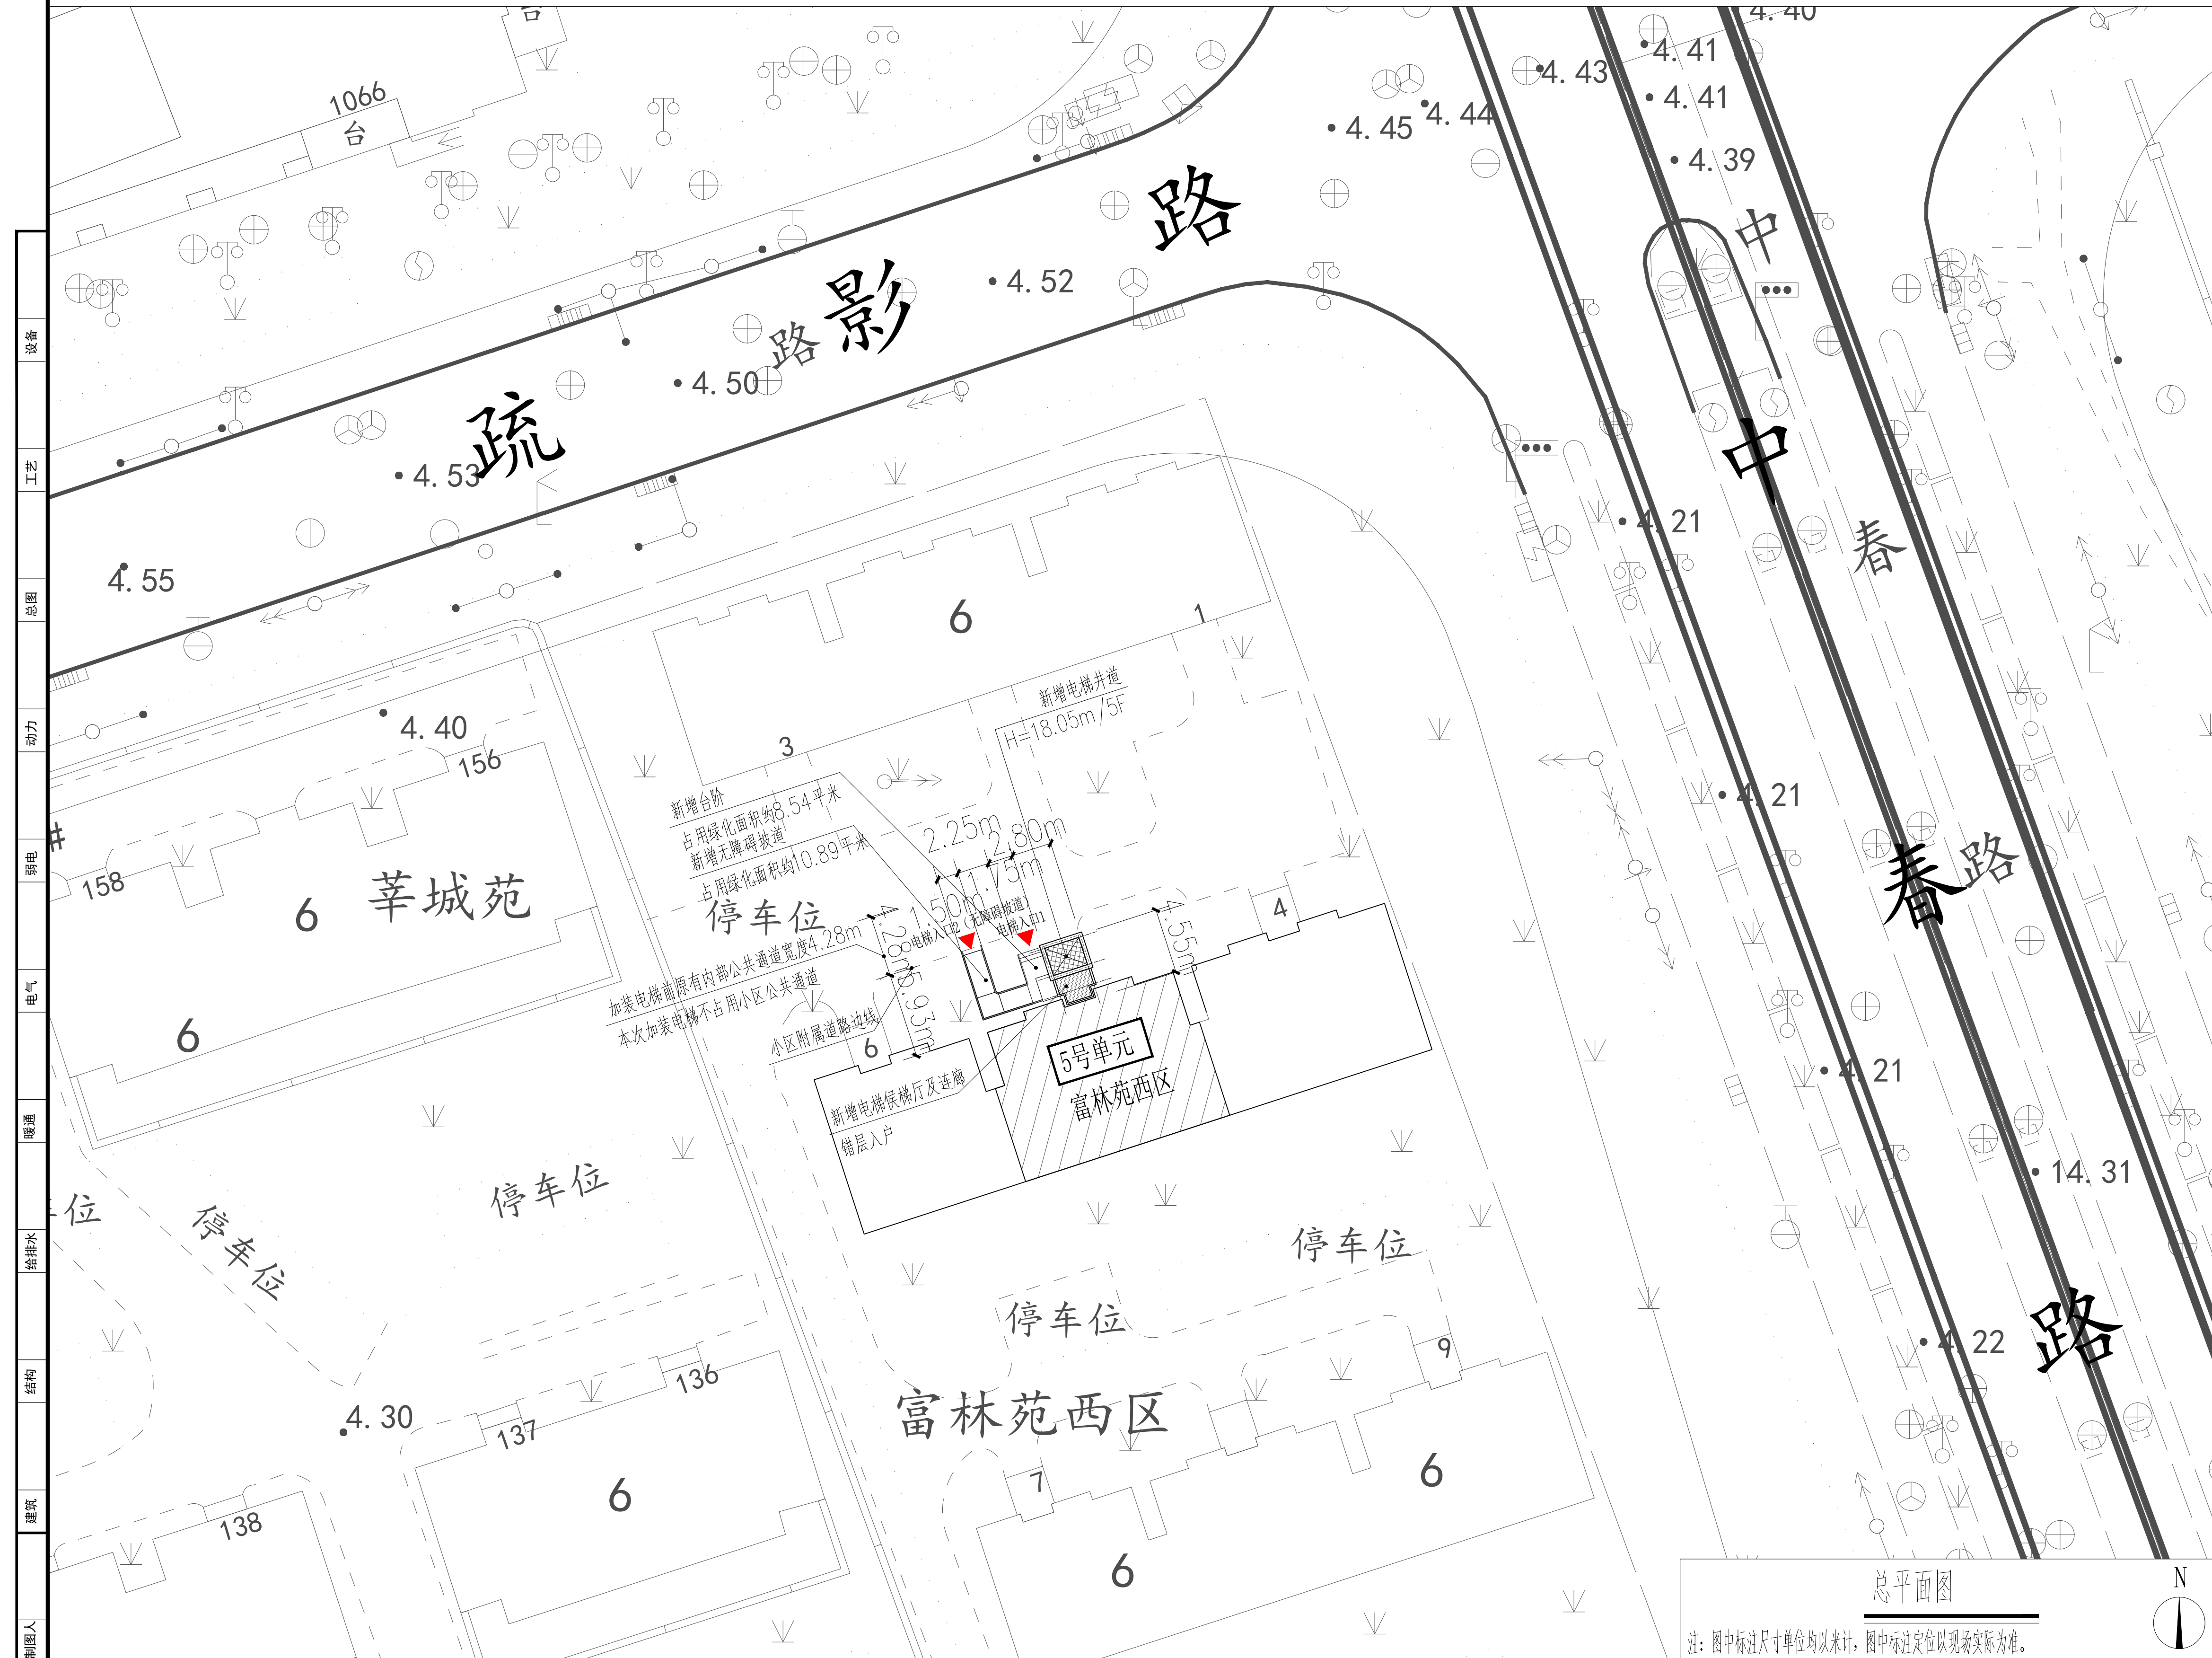 台
1066
台
4.40
4.41
4.43
4.41
4.44
4.45
4.39
路
中
4.52
影
路
4.50
疏
4.53
中
4.21
春
4.55
6
1
新增电梯井道
H=18.05m/5F
4.40
3
156
新增台阶
占用绿化面积约8.54平米
新增无障碍坡道
占用绿化面积约10.89平米
2.25m
2.80m
1.75m
1.50m
4.21
春
路
158
6
莘城苑
停车位
4.28m
5.93m
电梯入口2（无障碍坡道）
电梯入口1
4.55m
4
加装电梯前原有内部公共通道宽度4.28m
本次加装电梯不占用小区公共通道
小区附属道路边线
6
6
5号单元
富林苑西区
4.21
新增电梯侯梯厅及连廊
错层入户
14.31
停车位
位
停车位
停车位
停车位
路
4.22
9
136
137
4.30
富林苑西区
6
6
7
138
6
设备
工艺
总图
动力
弱电
电气
暖通
给排水
结构
建筑
制图人
总平面图
N
注：图中标注尺寸单位均以米计，图中标注定位以现场实际为准。